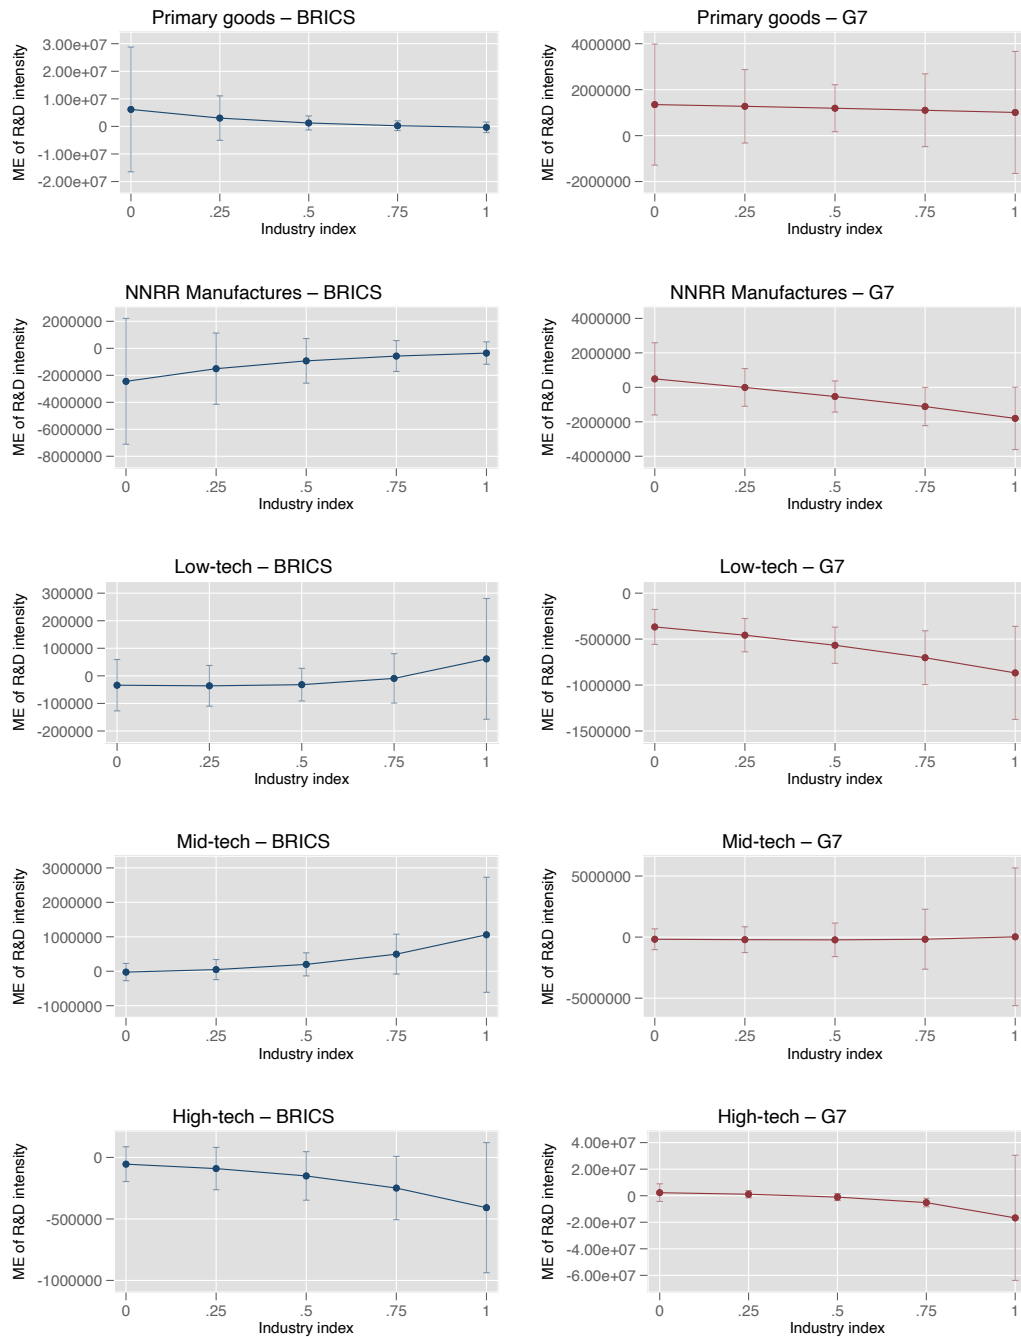 Primary goods – BRICS
ME of R&D intensity
3.00e+07
2.00e+07
1.00e+07
0
-1.00e+07
-2.00e+07
0 .25 .5 .75 1
Industry index
Primary goods – G7
ME of R&D intensity
4000000
2000000
0
-2000000
0 .25 .5 .75 1
Industry index
NNRR Manufactures – BRICS
ME of R&D intensity
2000000
0
-2000000
-4000000
-6000000
-8000000
0 .25 .5 .75 1
Industry index
NNRR Manufactures – G7
ME of R&D intensity
4000000
2000000
0
-2000000
-4000000
0 .25 .5 .75 1
Industry index
Low-tech – BRICS
ME of R&D intensity
300000
200000
100000
0
-100000
-200000
0 .25 .5 .75 1
Industry index
Low-tech – G7
ME of R&D intensity
0
-500000
-1000000
-1500000
0 .25 .5 .75 1
Industry index
Mid-tech – BRICS
ME of R&D intensity
3000000
2000000
1000000
0
-1000000
0 .25 .5 .75 1
Industry index
Mid-tech – G7
ME of R&D intensity
5000000
0
-5000000
0 .25 .5 .75 1
Industry index
High-tech – BRICS
ME of R&D intensity
0
-500000
-1000000
0 .25 .5 .75 1
Industry index
High-tech – G7
ME of R&D intensity
4.00e+07
2.00e+07
0
-2.00e+07
-4.00e+07
-6.00e+07
0 .25 .5 .75 1
Industry index